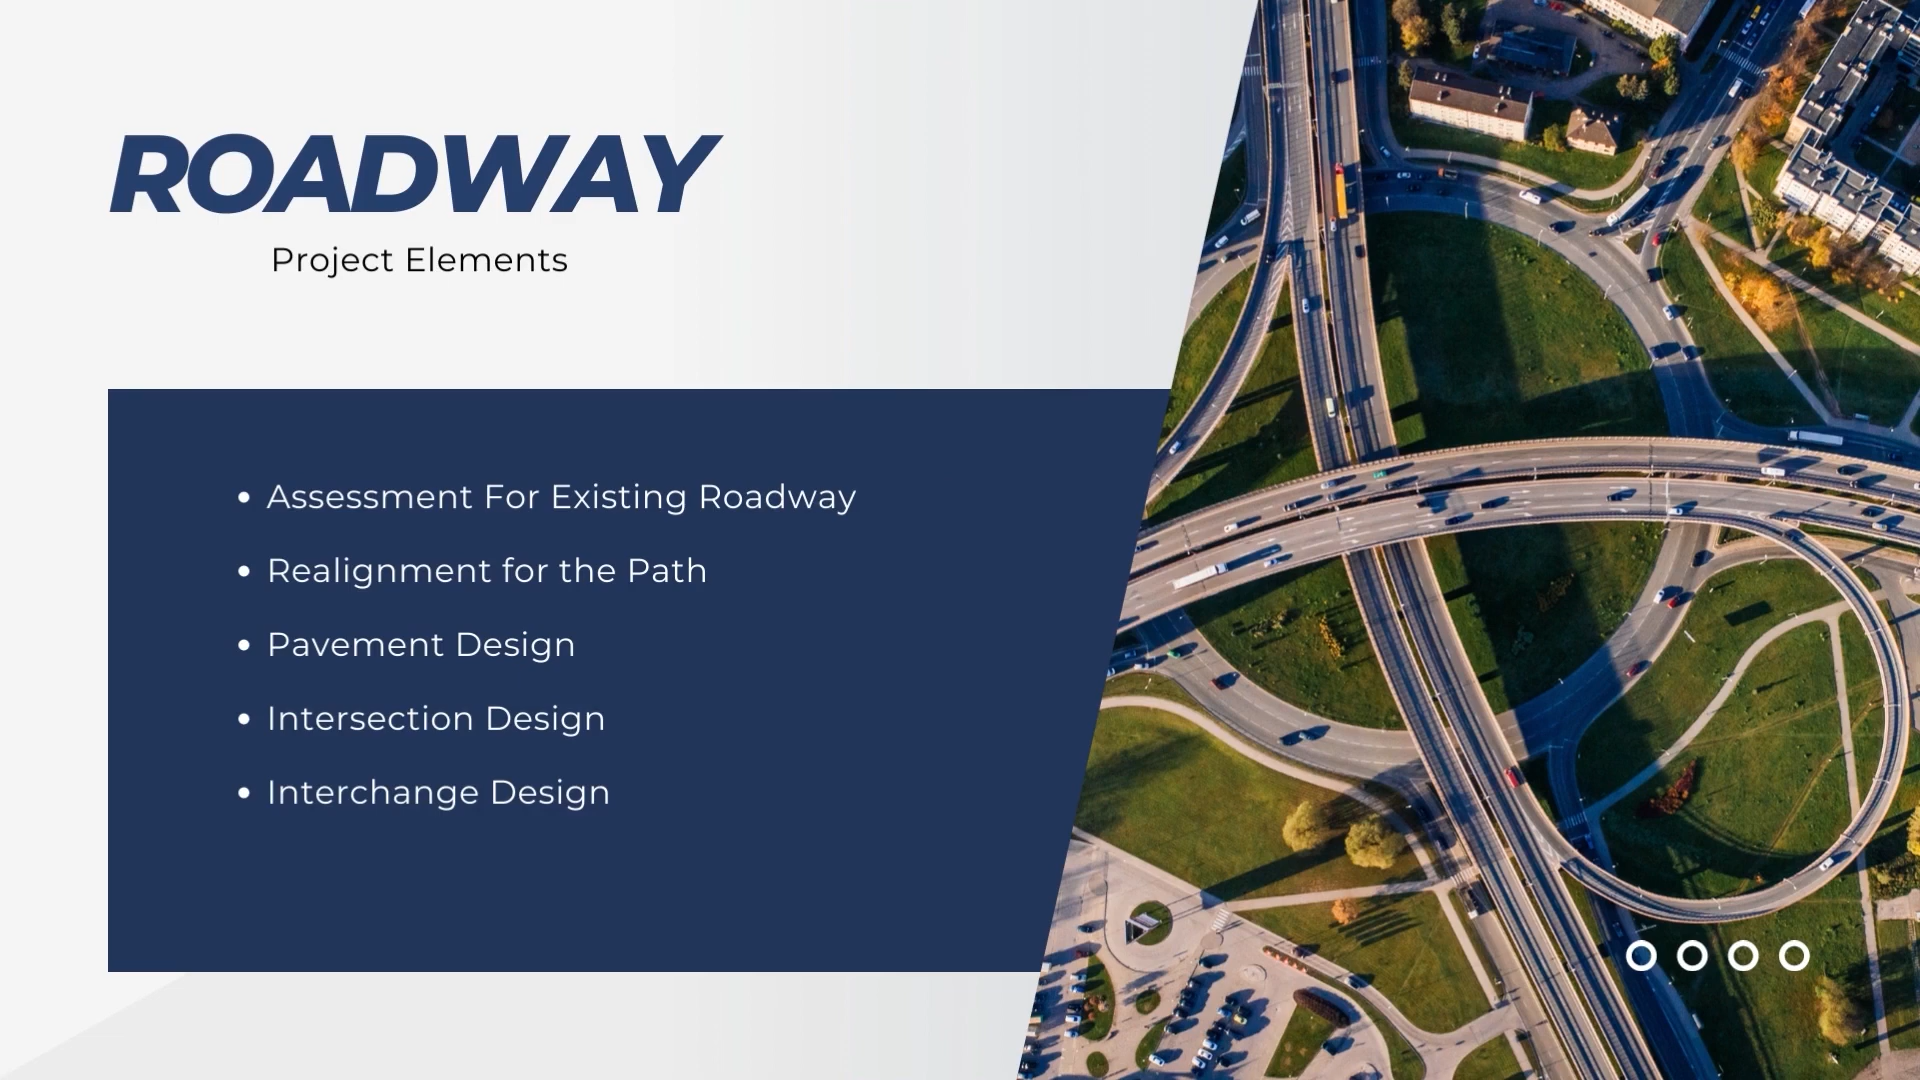 ROADWAY
Project Elements
• Assessment For Existing Roadway
• Realignment for the Path
• Pavement Design
• Intersection Design
• Interchange Design